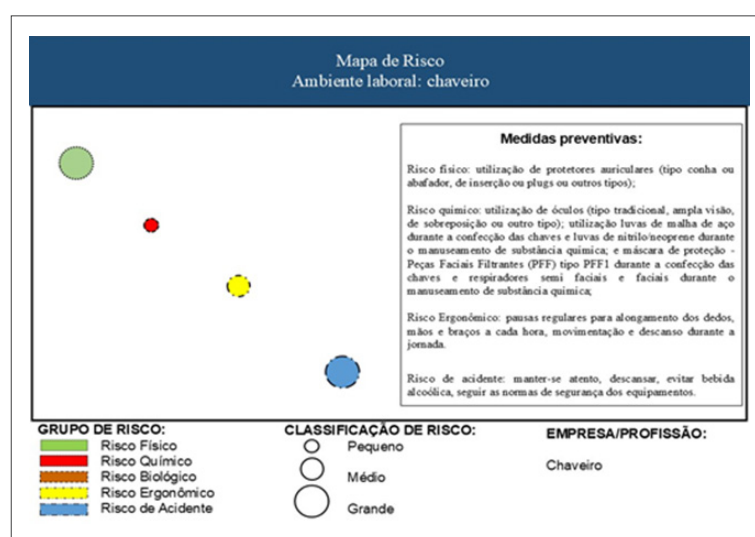 Mapa de Risco
Ambiente laboral: chaveiro
Medidas preventivas:
Risco físico: utilização de protetores auriculares (tipo conha ou
abafador, de inserção ou plugs ou outros tipos);
Risco químico: utilização de óculos (tipo tradicional, ampla visão,
de sobreposição ou outro tipo); utilização luvas de malha de aço
durante a confecção das chaves e luvas de nitrilo/neoprene durante
o manuseamento de substância química; e máscara de proteção -
Peças Faciais Filtrantes (PFF) tipo PFF1 durante a confecção das
chaves e respiradores semi faciais e faciais durante o
manuseamento de substância química;
Risco Ergonômico: pausas regulares para alongamento dos dedos,
mãos e braços a cada hora, movimentação e descanso durante a
jornada.
Risco de acidente: manter-se atento, descansar, evitar bebida
alcoólica, seguir as normas de segurança dos equipamentos.
GRUPO DE RISCO:
Risco Físico
Risco Químico
Risco Biológico
Risco Ergonômico
Risco de Acidente
CLASSIFICAÇÃO DE RISCO:
Pequeno
Médio
Grande
EMPRESA/PROFISSÃO:
Chaveiro